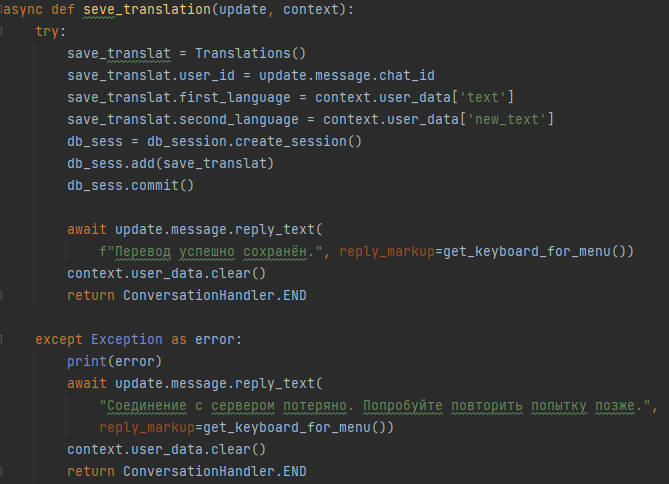 async def seve_translation(update, context):
    try:
        save_translat = Translations()
        save_translat.user_id = update.message.chat_id
        save_translat.first_language = context.user_data['text']
        save_translat.second_language = context.user_data['new_text']
        db_sess = db_session.create_session()
        db_sess.add(save_translat)
        db_sess.commit()

        await update.message.reply_text(
            f"Перевод успешно сохранён.", reply_markup=get_keyboard_for_menu())
        context.user_data.clear()
        return ConversationHandler.END

    except Exception as error:
        print(error)
        await update.message.reply_text(
            "Соединение с сервером потеряно. Попробуйте повторить попытку позже.",
            reply_markup=get_keyboard_for_menu())
        context.user_data.clear()
        return ConversationHandler.END